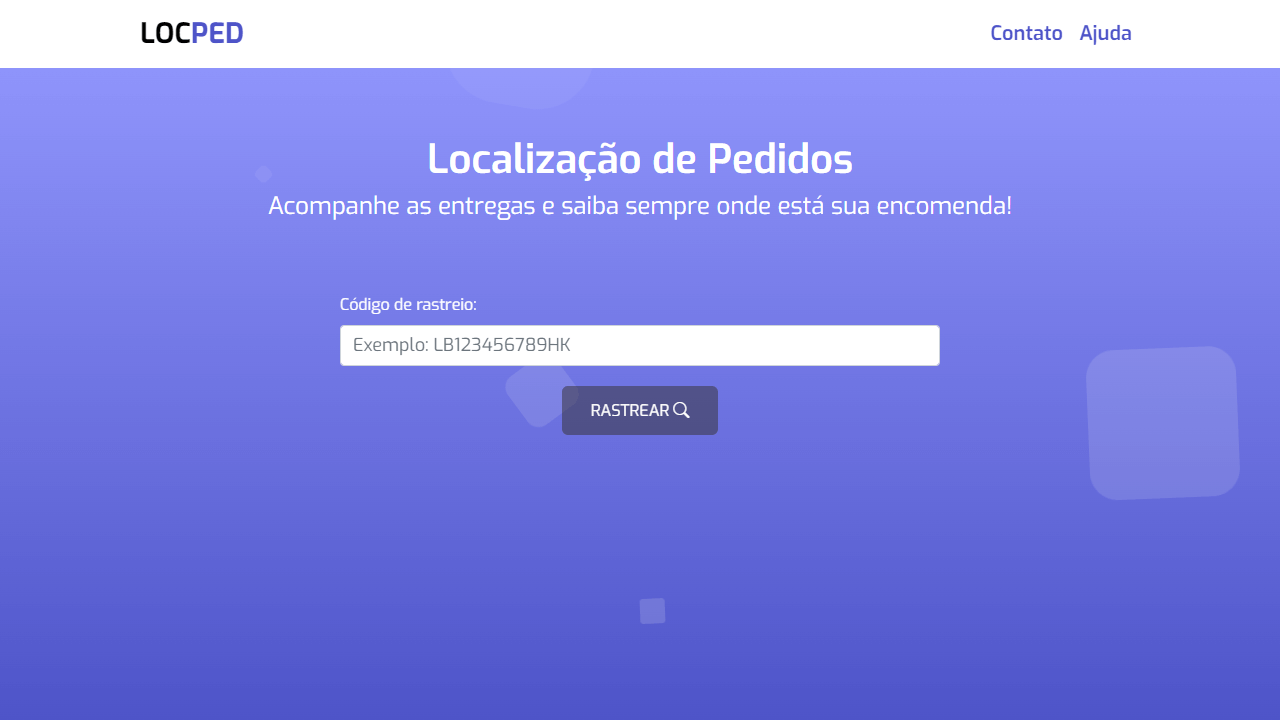 LOCPED
Contato Ajuda
Localização de Pedidos
Acompanhe as entregas e saiba sempre onde está sua encomenda!
Código de rastreio:
Exemplo: LB123456789HK
RASTREAR